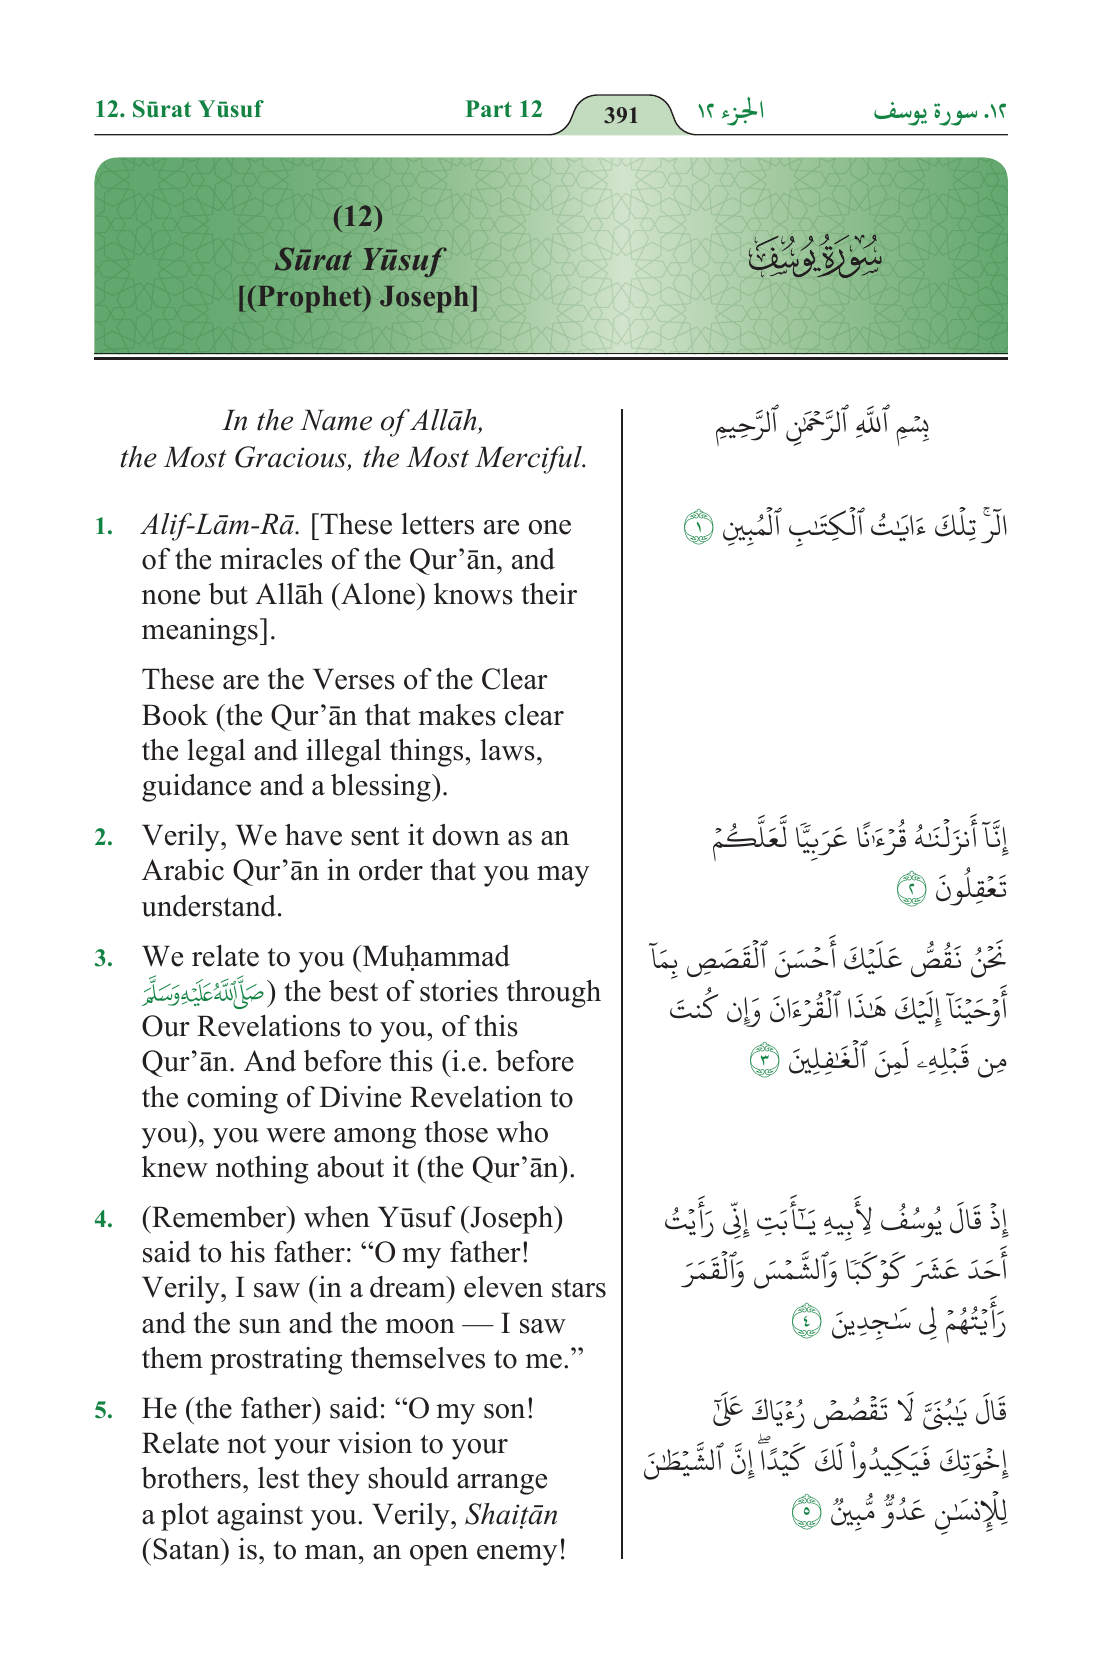 12. Sūrat Yūsuf
Part 12
391
الجزء ١٢
١٢. سورة يوسف
(12)
Sūrat Yūsuf
[(Prophet) Joseph]
سُورَةُ يُوسُفَ
In the Name of Allāh,
the Most Gracious, the Most Merciful.
بِسْمِ ٱللَّهِ ٱلرَّحْمَٰنِ ٱلرَّحِيمِ
1. Alif-Lām-Rā. [These letters are one
of the miracles of the Qur’ān, and
none but Allāh (Alone) knows their
meanings].
These are the Verses of the Clear
Book (the Qur’ān that makes clear
the legal and illegal things, laws,
guidance and a blessing).
الٓرۚ تِلْكَ ءَايَٰتُ ٱلْكِتَٰبِ ٱلْمُبِينِ ١
2. Verily, We have sent it down as an
Arabic Qur’ān in order that you may
understand.
إِنَّآ أَنزَلْنَٰهُ قُرْءَٰنًا عَرَبِيًّا لَّعَلَّكُمْ
تَعْقِلُونَ ٢
3. We relate to you (Muḥammad
صَلَّى ٱللَّهُ عَلَيْهِ وَسَلَّمَ) the best of stories through
Our Revelations to you, of this
Qur’ān. And before this (i.e. before
the coming of Divine Revelation to
you), you were among those who
knew nothing about it (the Qur’ān).
نَحْنُ نَقُصُّ عَلَيْكَ أَحْسَنَ ٱلْقَصَصِ بِمَآ
أَوْحَيْنَآ إِلَيْكَ هَٰذَا ٱلْقُرْءَانَ وَإِن كُنتَ
مِن قَبْلِهِۦ لَمِنَ ٱلْغَٰفِلِينَ ٣
4. (Remember) when Yūsuf (Joseph)
said to his father: “O my father!
Verily, I saw (in a dream) eleven stars
and the sun and the moon — I saw
them prostrating themselves to me.”
إِذْ قَالَ يُوسُفُ لِأَبِيهِ يَٰٓأَبَتِ إِنِّى رَأَيْتُ
أَحَدَ عَشَرَ كَوْكَبًا وَٱلشَّمْسَ وَٱلْقَمَرَ
رَأَيْتُهُمْ لِى سَٰجِدِينَ ٤
5. He (the father) said: “O my son!
Relate not your vision to your
brothers, lest they should arrange
a plot against you. Verily, Shaiṭān
(Satan) is, to man, an open enemy!
قَالَ يَٰبُنَىَّ لَا تَقْصُصْ رُءْيَاكَ عَلَىٰٓ
إِخْوَتِكَ فَيَكِيدُوا۟ لَكَ كَيْدًاۖ إِنَّ ٱلشَّيْطَٰنَ
لِلْإِنسَٰنِ عَدُوٌّ مُّبِينٌ ٥